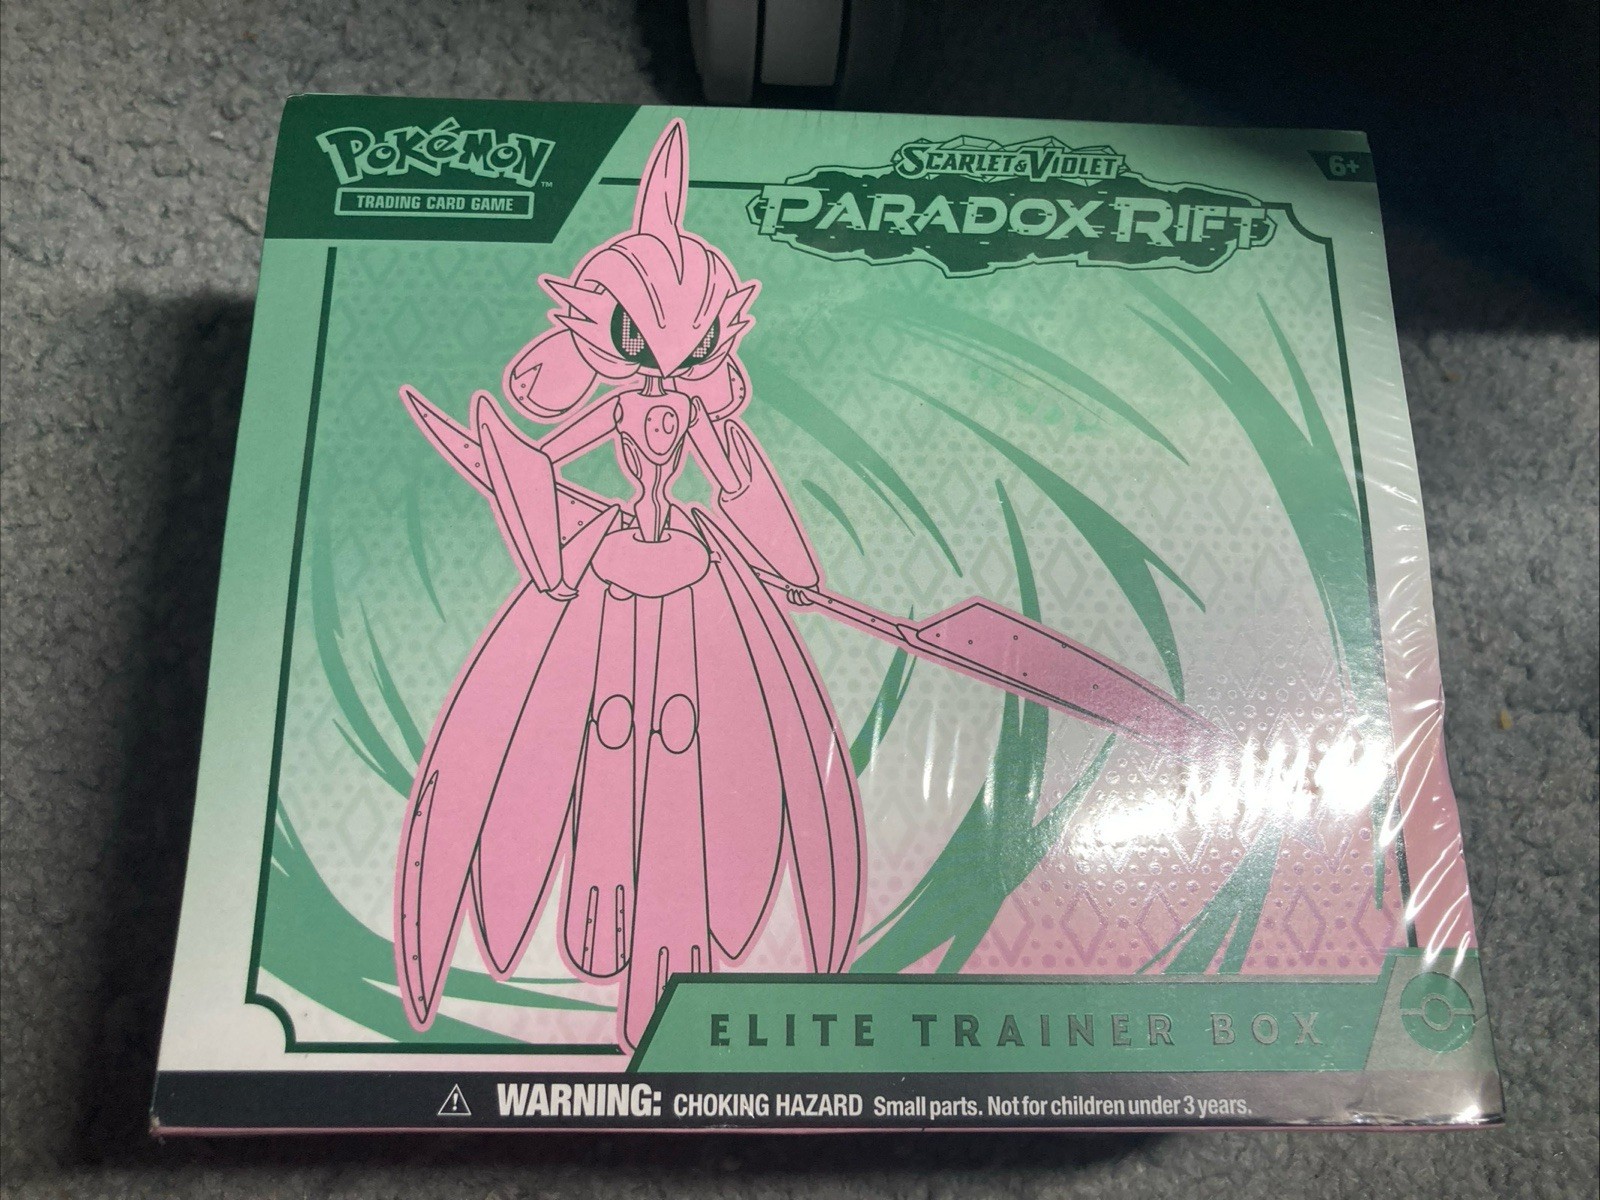 POKéMON
TM
TRADING CARD GAME
SCARLET & VIOLET
PARADOX RIFT
6+
ELITE TRAINER BOX
WARNING: CHOKING HAZARD Small parts. Not for children under 3 years.